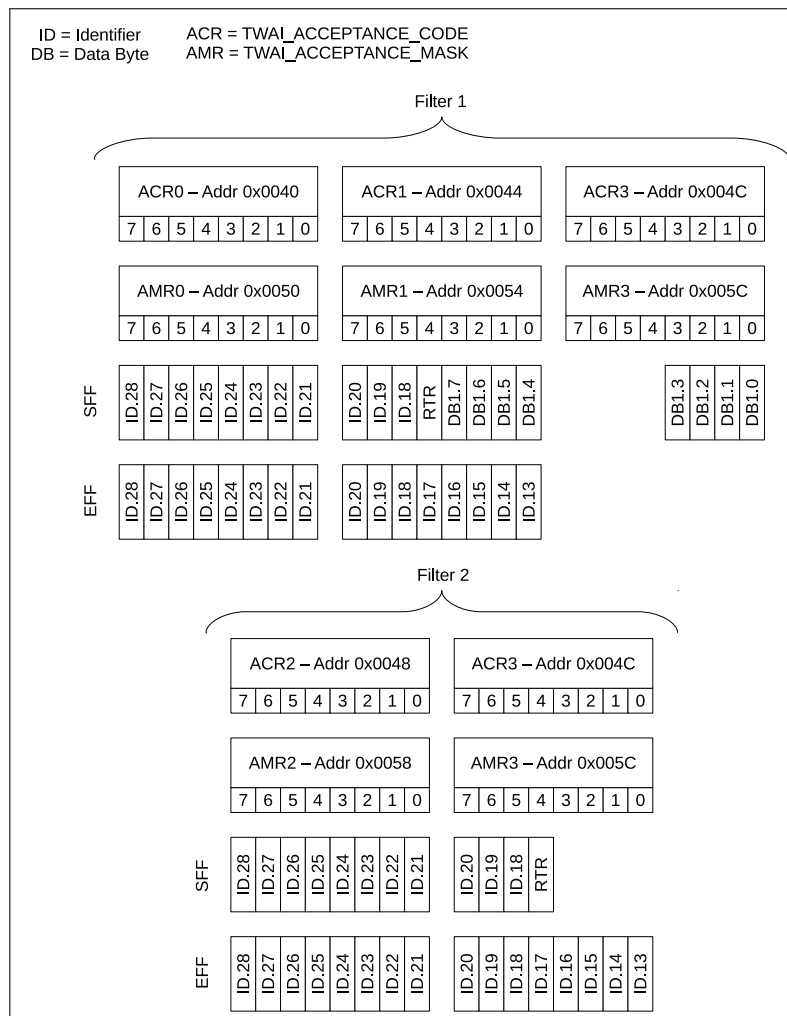 ID = Identifier ACR = TWAI_ACCEPTANCE_CODE
DB = Data Byte AMR = TWAI_ACCEPTANCE_MASK
Filter 1
ACR0 – Addr 0x0040 ACR1 – Addr 0x0044 ACR3 – Addr 0x004C
7 6 5 4 3 2 1 0 7 6 5 4 3 2 1 0 7 6 5 4 3 2 1 0
AMR0 – Addr 0x0050 AMR1 – Addr 0x0054 AMR3 – Addr 0x005C
7 6 5 4 3 2 1 0 7 6 5 4 3 2 1 0 7 6 5 4 3 2 1 0
SFF ID.28 ID.27 ID.26 ID.25 ID.24 ID.23 ID.22 ID.21 ID.20 ID.19 ID.18 RTR DB1.7 DB1.6 DB1.5 DB1.4 DB1.3 DB1.2 DB1.1 DB1.0
EFF ID.28 ID.27 ID.26 ID.25 ID.24 ID.23 ID.22 ID.21 ID.20 ID.19 ID.18 ID.17 ID.16 ID.15 ID.14 ID.13
Filter 2
ACR2 – Addr 0x0048 ACR3 – Addr 0x004C
7 6 5 4 3 2 1 0 7 6 5 4 3 2 1 0
AMR2 – Addr 0x0058 AMR3 – Addr 0x005C
7 6 5 4 3 2 1 0 7 6 5 4 3 2 1 0
SFF ID.28 ID.27 ID.26 ID.25 ID.24 ID.23 ID.22 ID.21 ID.20 ID.19 ID.18 RTR
EFF ID.28 ID.27 ID.26 ID.25 ID.24 ID.23 ID.22 ID.21 ID.20 ID.19 ID.18 ID.17 ID.16 ID.15 ID.14 ID.13